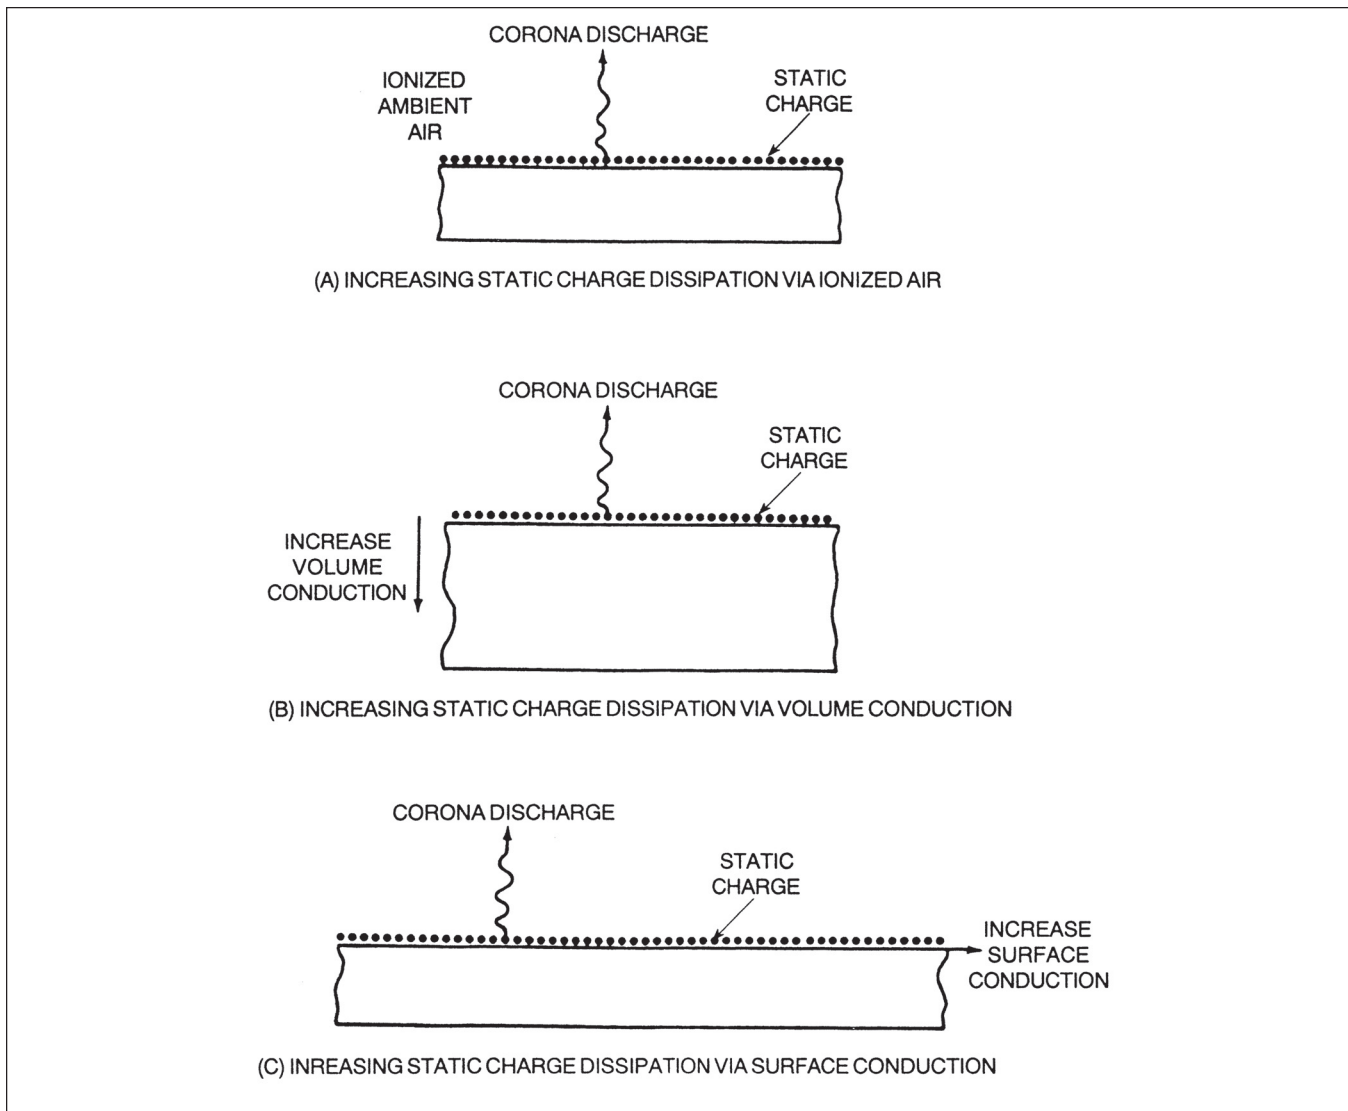 CORONA DISCHARGE
IONIZED
AMBIENT
AIR
STATIC
CHARGE
(A) INCREASING STATIC CHARGE DISSIPATION VIA IONIZED AIR
CORONA DISCHARGE
STATIC
CHARGE
INCREASE
VOLUME
CONDUCTION
(B) INCREASING STATIC CHARGE DISSIPATION VIA VOLUME CONDUCTION
CORONA DISCHARGE
STATIC
CHARGE
INCREASE
SURFACE
CONDUCTION
(C) INREASING STATIC CHARGE DISSIPATION VIA SURFACE CONDUCTION